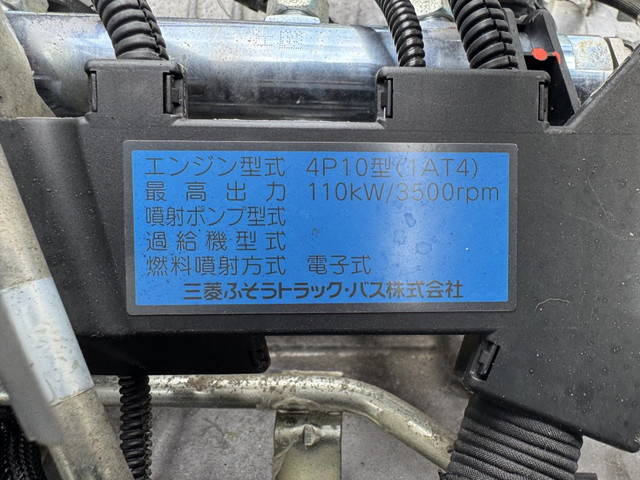 エンジン型式 4P10型(1AT4)
最高出力 110kW/3500rpm
噴射ポンプ型式
過給機型式
燃料噴射方式 電子式
三菱ふそうトラック・バス株式会社